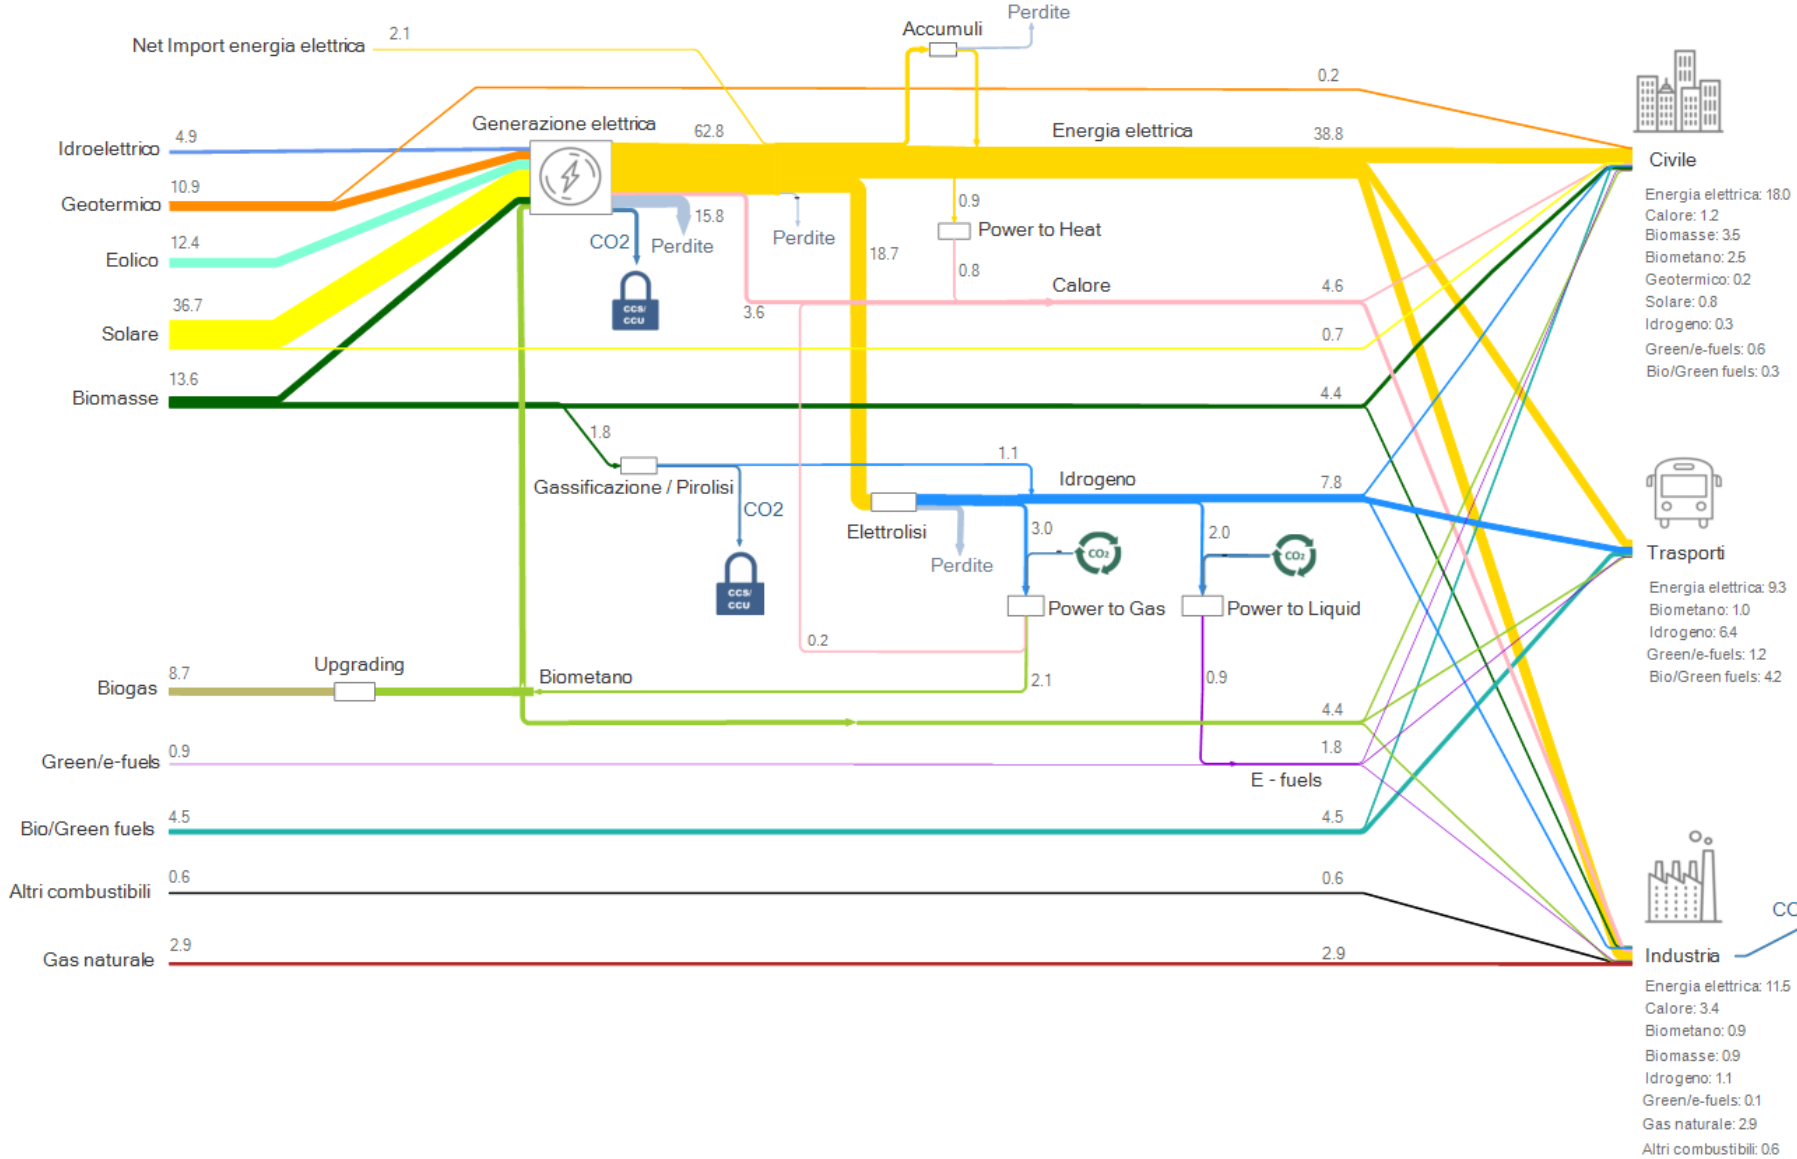 Perdite
Accumuli
2.1
Net Import energia elettrica
0.2
Generazione elettrica
62.8
Energia elettrica
38.8
4.9
Idroelettrico
10.9
Geotermico
12.4
Eolico
36.7
Solare
13.6
Biomasse
CO2
CCS/
CCU
15.8
Perdite
Perdite
3.6
18.7
0.9
Power to Heat
0.8
Calore
4.6
0.7
4.4
1.8
Gassificazione / Pirolisi
CO2
CCS/
CCU
1.1
Idrogeno
7.8
Elettrolisi
Perdite
3.0
CO2
2.0
CO2
Power to Gas
Power to Liquid
0.2
2.1
0.9
8.7
Biogas
Upgrading
Biometano
4.4
0.9
Green/e-fuels
1.8
E - fuels
4.5
Bio/Green fuels
4.5
0.6
Altri combustibili
0.6
2.9
Gas naturale
2.9
Civile
Energia elettrica: 18.0
Calore: 1.2
Biomasse: 3.5
Biometano: 2.5
Geotermico: 0.2
Solare: 0.8
Idrogeno: 0.3
Green/e-fuels: 0.6
Bio/Green fuels: 0.3
Trasporti
Energia elettrica: 9.3
Biometano: 1.0
Idrogeno: 6.4
Green/e-fuels: 1.2
Bio/Green fuels: 4.2
Industria
Energia elettrica: 11.5
Calore: 3.4
Biometano: 0.9
Biomasse: 0.9
Idrogeno: 1.1
Green/e-fuels: 0.1
Gas naturale: 2.9
Altri combustibili: 0.6